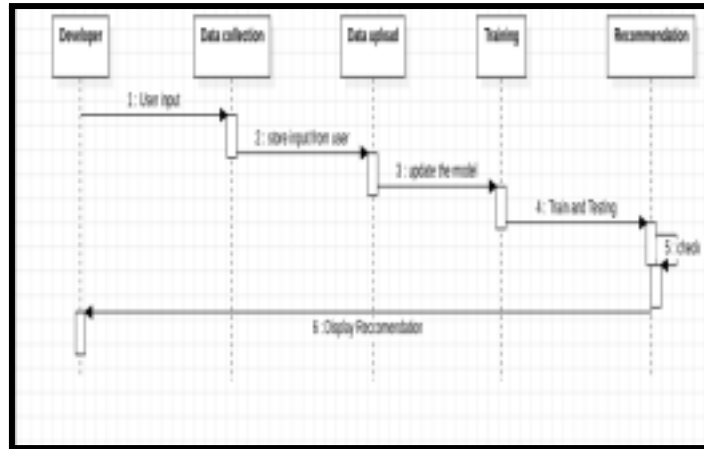 Developer
Data collection
Data upload
Training
Recommendation
1 : User input
2 : store input from user
3 : update the model
4 : Train and Testing
5 : check
6 : Display Reccomendation